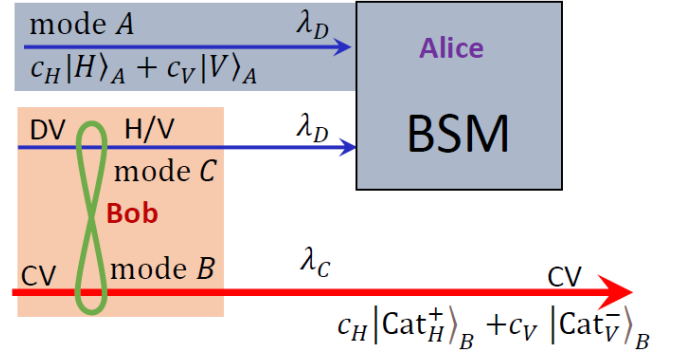 mode A
λ_D
c_H|H⟩_A + c_V|V⟩_A
Alice
BSM
DV
H/V
λ_D
mode C
Bob
CV
mode B
λ_C
CV
c_H|Cat_H^+⟩_B + c_V |Cat_V^-⟩_B